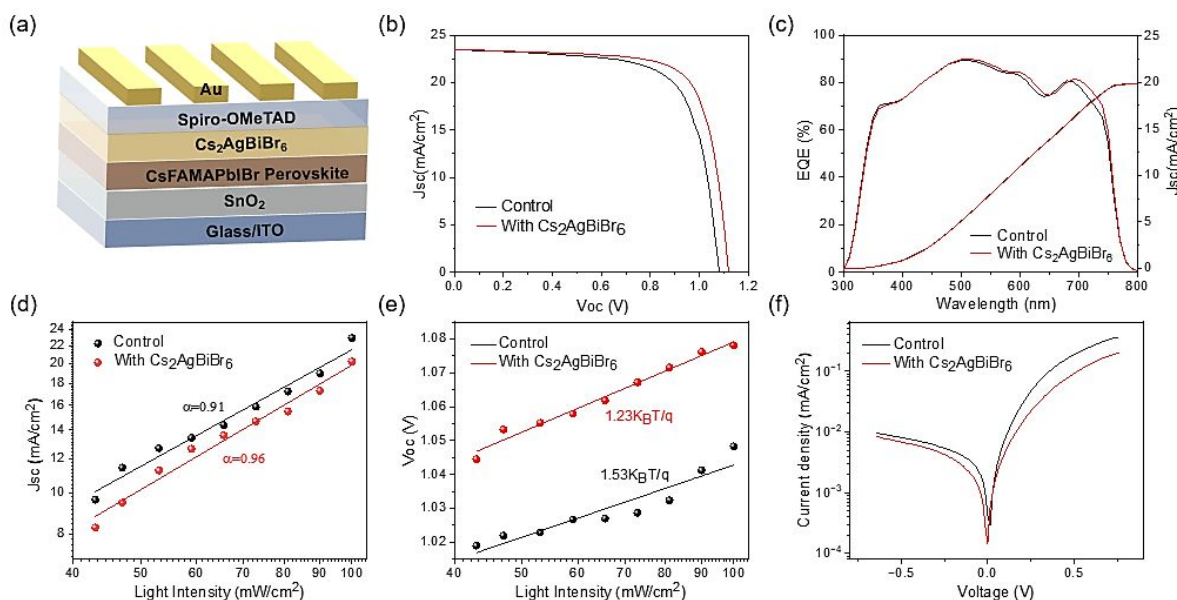 (a)
Au
Spiro-OMeTAD
Cs₂AgBiBr₆
CsFAMAPbIBr Perovskite
SnO₂
Glass/ITO
(b)
25
20
15
10
5
0
Jsc(mA/cm²)
Control
With Cs₂AgBiBr₆
0.0 0.2 0.4 0.6 0.8 1.0 1.2
Voc (V)
(c)
100
80
60
40
20
0
EQE (%)
25
20
15
10
5
0
Jsc(mA/cm²)
Control
With Cs₂AgBiBr₆
300 400 500 600 700 800
Wavelength (nm)
(d)
24
22
20
18
16
14
12
10
8
Jsc (mA/cm²)
Control
With Cs₂AgBiBr₆
α=0.91
α=0.96
40 50 60 70 80 90 100
Light Intensity (mW/cm²)
(e)
1.08
1.07
1.06
1.05
1.04
1.03
1.02
Voc (V)
Control
With Cs₂AgBiBr₆
1.23KBT/q
1.53KBT/q
40 50 60 70 80 90 100
Light Intensity (mW/cm²)
(f)
10⁻¹
10⁻²
10⁻³
10⁻⁴
Current density (mA/cm²)
Control
With Cs₂AgBiBr₆
−0.5 0.0 0.5
Voltage (V)